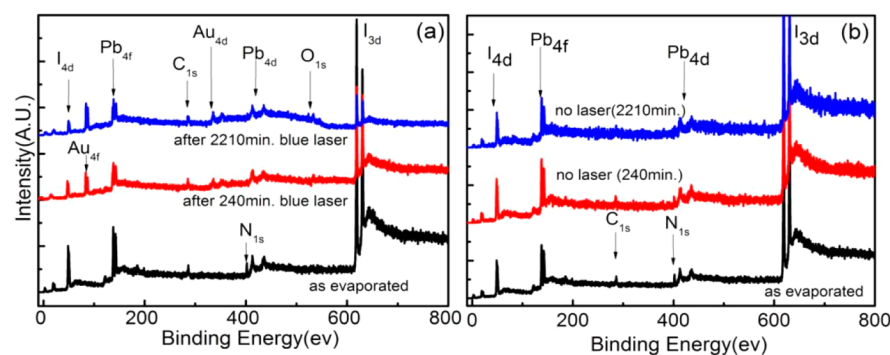 (a)
I4d
Pb4f
Au4d
C1s
Pb4d
O1s
I3d
after 2210min. blue laser
Au4f
after 240min. blue laser
N1s
as evaporated
Intensity(A.U.)
0 200 400 600 800
Binding Energy(ev)
(b)
I4d
Pb4f
Pb4d
I3d
no laser(2210min.)
no laser (240min.)
C1s
N1s
as evaporated
0 200 400 600 800
Binding Energy(ev)